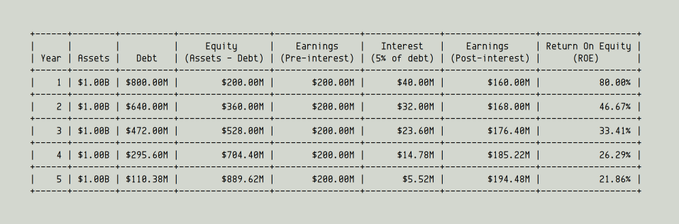 +------+--------+----------+------------------+----------------+--------------+-----------------+------------------+
|      |        |          |      Equity      |    Earnings    |   Interest   |    Earnings     | Return On Equity |
| Year | Assets |   Debt   | (Assets - Debt)  | (Pre-interest) | (5% of debt) | (Post-interest) |      (ROE)       |
+------+--------+----------+------------------+----------------+--------------+-----------------+------------------+
|    1 | $1.00B | $800.00M |         $200.00M |       $200.00M |      $40.00M |        $160.00M |           80.00% |
+------+--------+----------+------------------+----------------+--------------+-----------------+------------------+
|    2 | $1.00B | $640.00M |         $360.00M |       $200.00M |      $32.00M |        $168.00M |           46.67% |
+------+--------+----------+------------------+----------------+--------------+-----------------+------------------+
|    3 | $1.00B | $472.00M |         $528.00M |       $200.00M |      $23.60M |        $176.40M |           33.41% |
+------+--------+----------+------------------+----------------+--------------+-----------------+------------------+
|    4 | $1.00B | $295.60M |         $704.40M |       $200.00M |      $14.78M |        $185.22M |           26.29% |
+------+--------+----------+------------------+----------------+--------------+-----------------+------------------+
|    5 | $1.00B | $110.38M |         $889.62M |       $200.00M |       $5.52M |        $194.48M |           21.86% |
+------+--------+----------+------------------+----------------+--------------+-----------------+------------------+